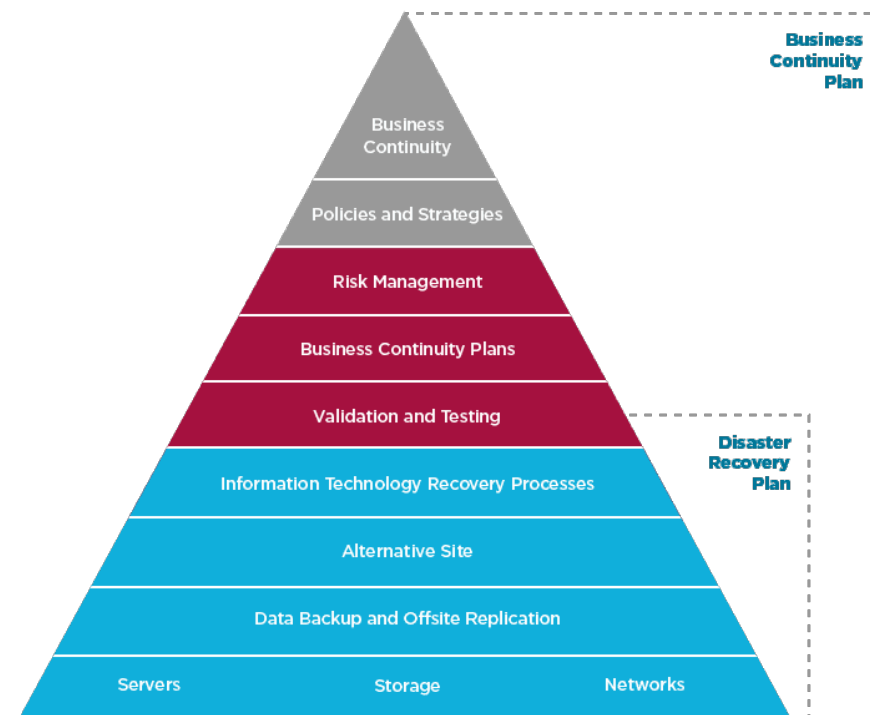 Business
Continuity
Plan
Business
Continuity
Policies and Strategies
Risk Management
Business Continuity Plans
Validation and Testing
Disaster
Recovery
Plan
Information Technology Recovery Processes
Alternative Site
Data Backup and Offsite Replication
Servers Storage Networks